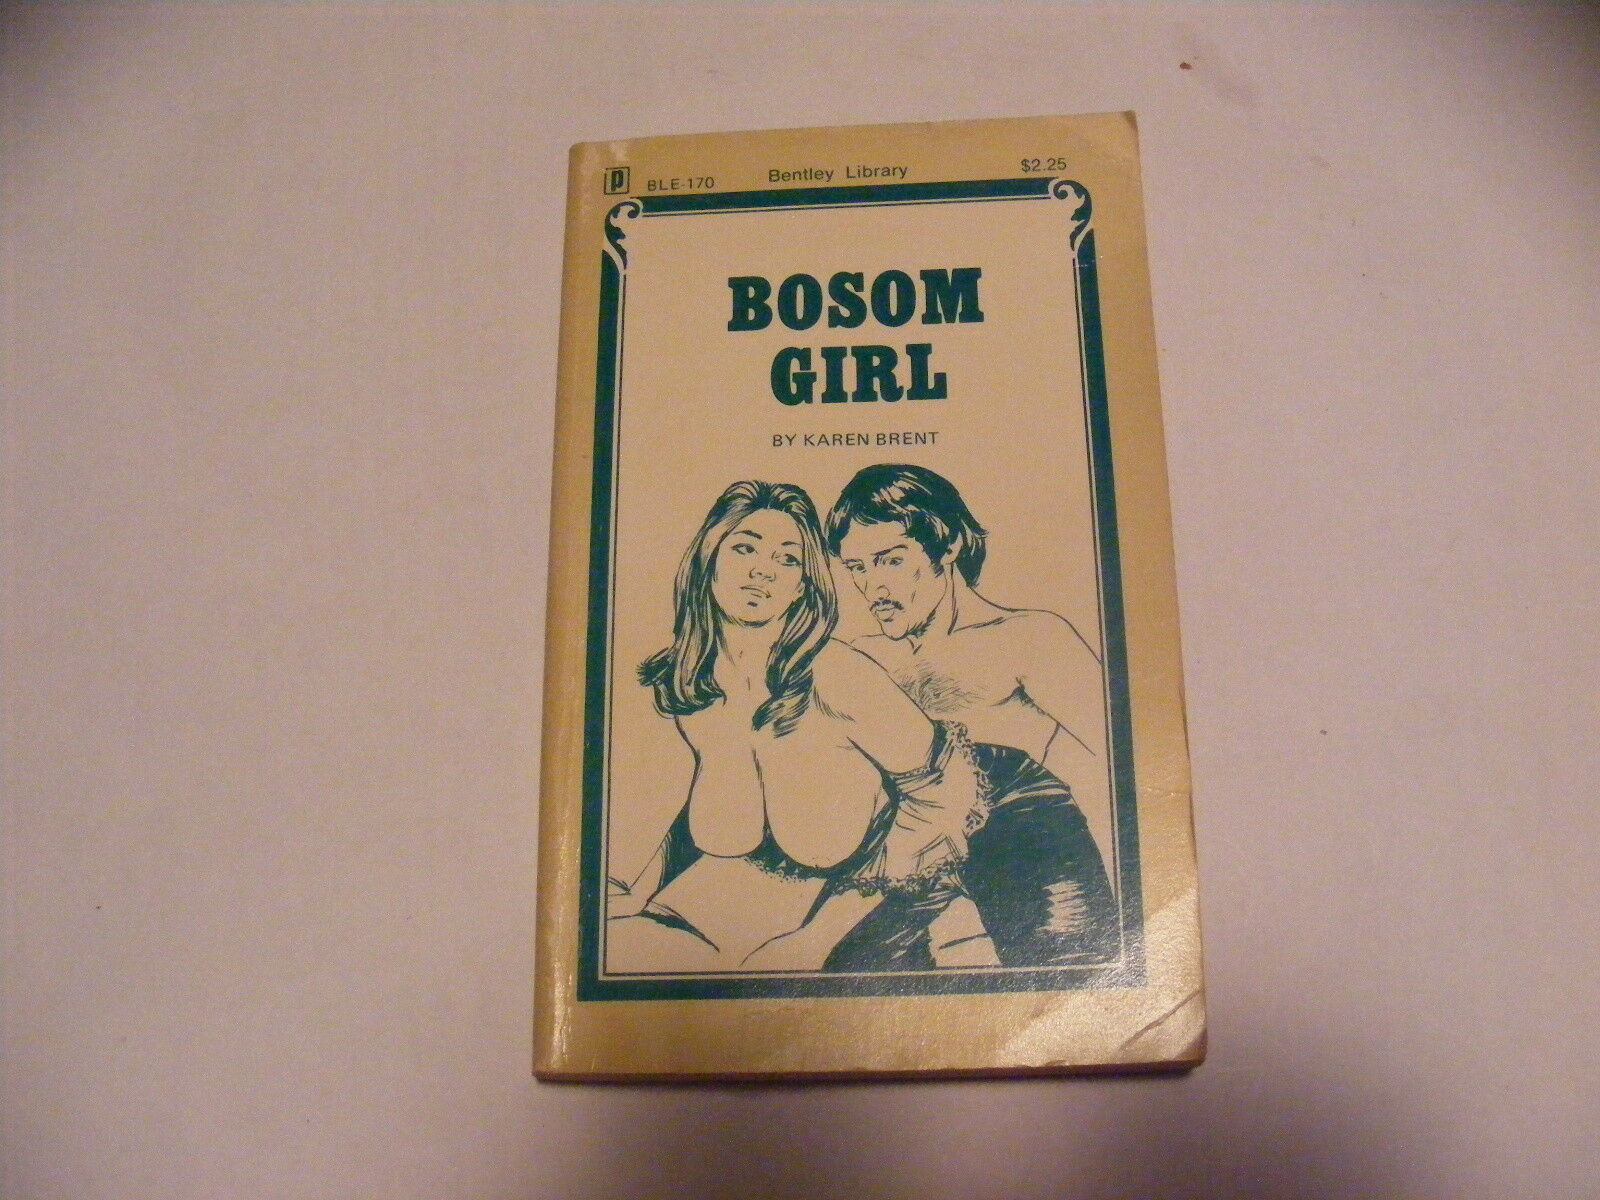 p BLE-170 Bentley Library $2.25
BOSOM
GIRL
BY KAREN BRENT